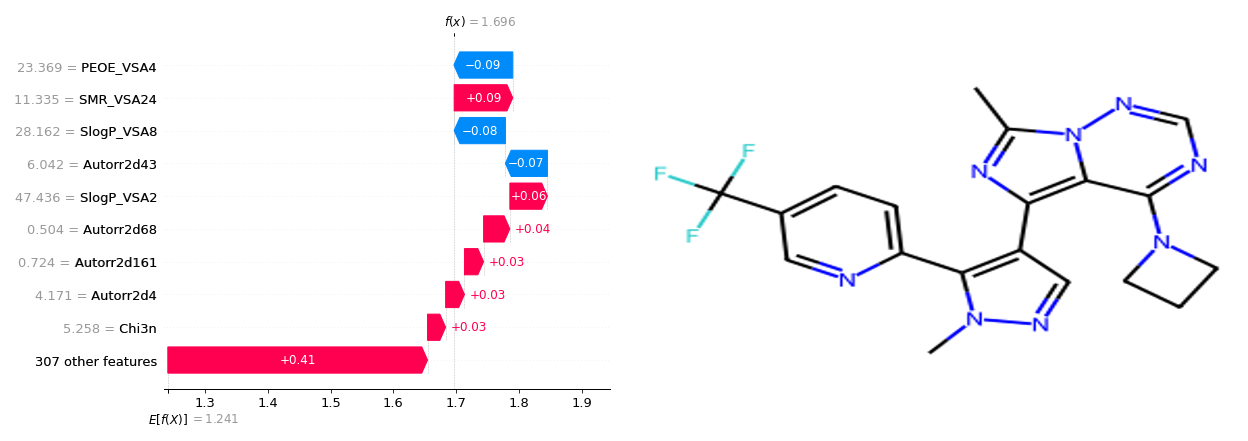 f(x) = 1.696
23.369 = PEOE_VSA4
−0.09
11.335 = SMR_VSA24
+0.09
28.162 = SlogP_VSA8
−0.08
6.042 = Autorr2d43
−0.07
47.436 = SlogP_VSA2
+0.06
0.504 = Autorr2d68
+0.04
0.724 = Autorr2d161
+0.03
4.171 = Autorr2d4
+0.03
5.258 = Chi3n
+0.03
307 other features
+0.41
1.3 1.4 1.5 1.6 1.7 1.8 1.9
E[f(X)] = 1.241
N
N
F
F
N
N
F
N
N
N
N